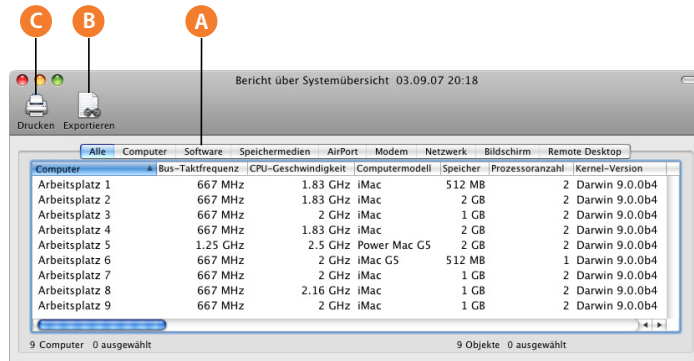 C B A
Bericht über Systemübersicht 03.09.07 20:18
Drucken Exportieren
Alle Computer Software Speichermedien AirPort Modem Netzwerk Bildschirm Remote Desktop
Computer Bus-Taktfrequenz CPU-Geschwindigkeit Computermodell Speicher Prozessoranzahl Kernel-Version
Arbeitsplatz 1 667 MHz 1.83 GHz iMac 512 MB 2 Darwin 9.0.0b4
Arbeitsplatz 2 667 MHz 1.83 GHz iMac 2 GB 2 Darwin 9.0.0b4
Arbeitsplatz 3 667 MHz 2 GHz iMac 1 GB 2 Darwin 9.0.0b4
Arbeitsplatz 4 667 MHz 1.83 GHz iMac 2 GB 2 Darwin 9.0.0b4
Arbeitsplatz 5 1.25 GHz 2.5 GHz Power Mac G5 2 GB 2 Darwin 9.0.0b4
Arbeitsplatz 6 667 MHz 2 GHz iMac G5 512 MB 1 Darwin 9.0.0b4
Arbeitsplatz 7 667 MHz 2 GHz iMac 1 GB 2 Darwin 9.0.0b4
Arbeitsplatz 8 667 MHz 2.16 GHz iMac 1 GB 2 Darwin 9.0.0b4
Arbeitsplatz 9 667 MHz 2 GHz iMac 1 GB 2 Darwin 9.0.0b4
9 Computer 0 ausgewählt 9 Objekte 0 ausgewählt